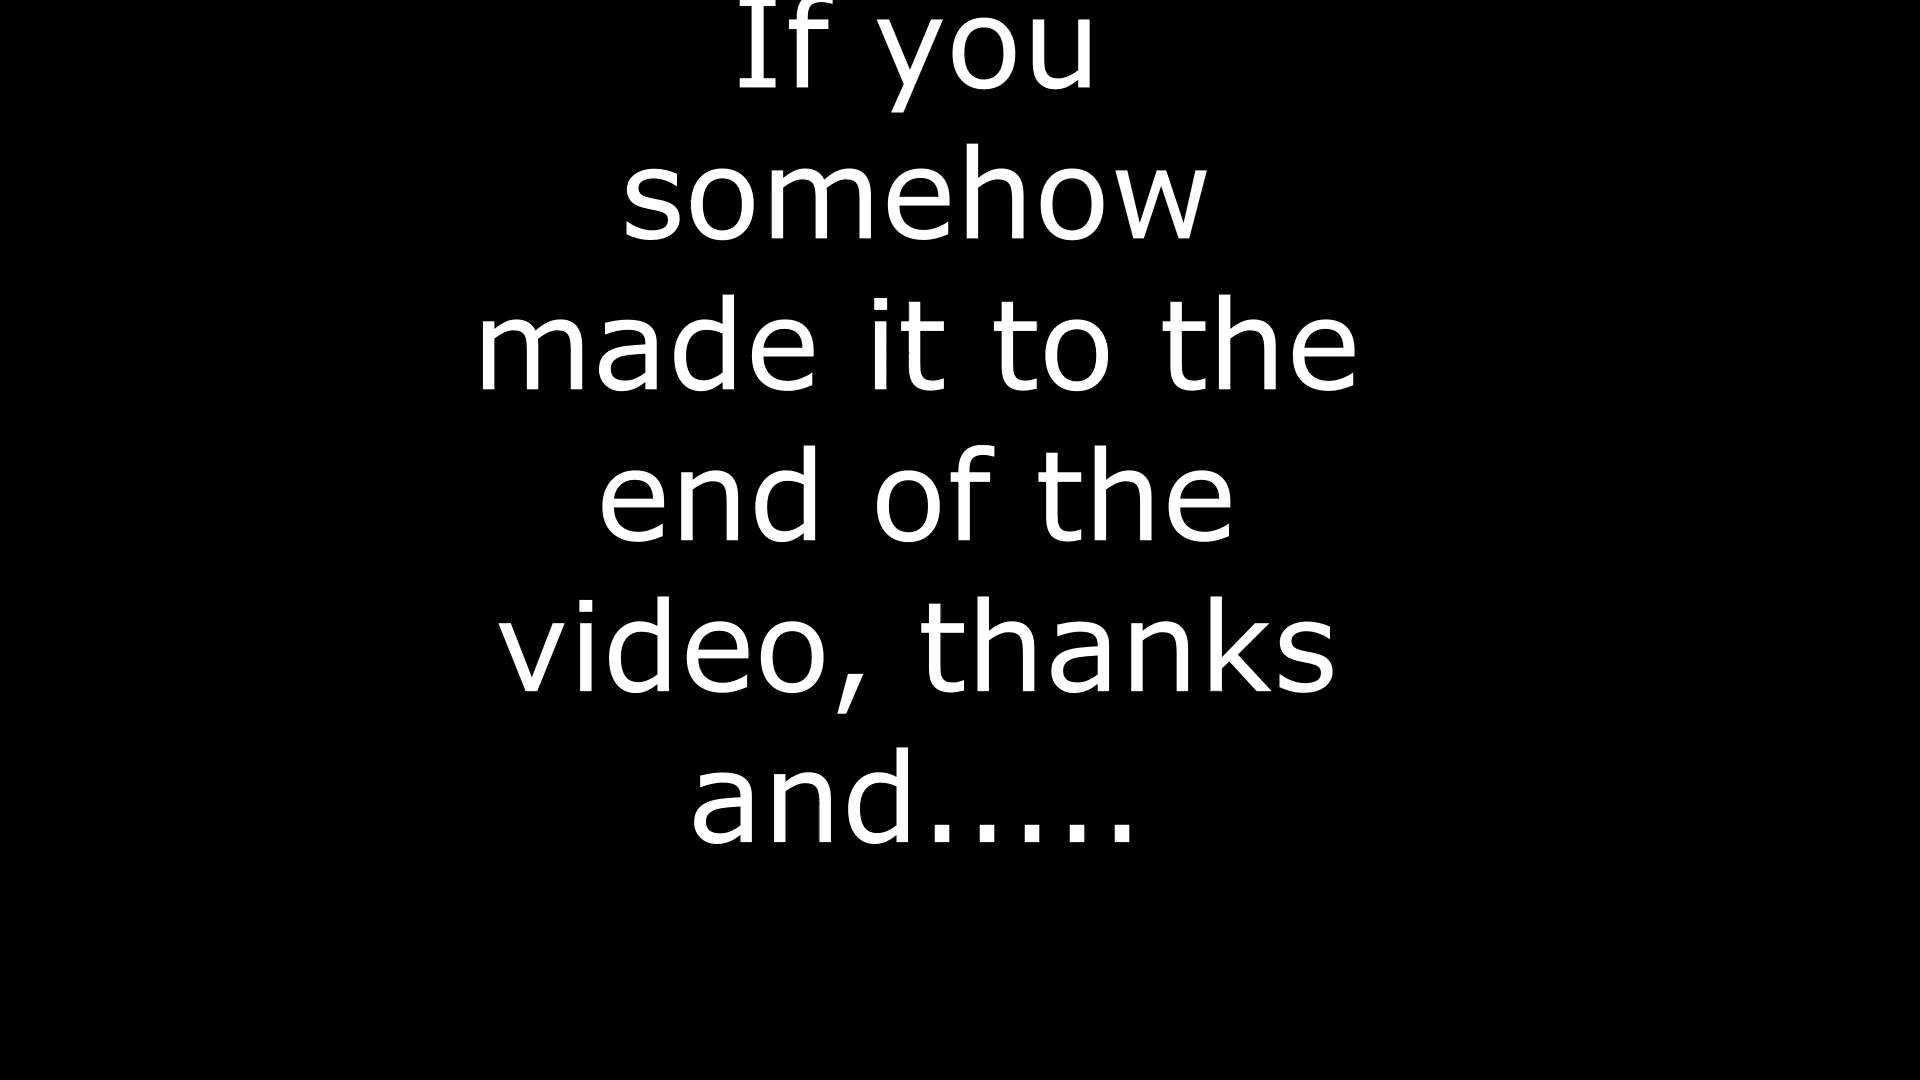 If you
somehow
made it to the
end of the
video, thanks
and.....